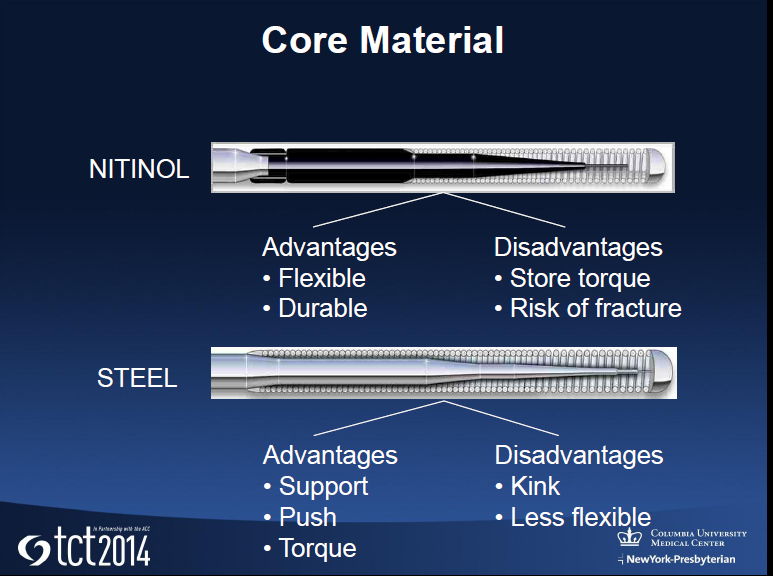 Core Material
NITINOL
Advantages
• Flexible
• Durable
Disadvantages
• Store torque
• Risk of fracture
STEEL
Advantages
• Support
• Push
• Torque
Disadvantages
• Kink
• Less flexible
In Partnership with the ACC
tct2014
COLUMBIA UNIVERSITY
MEDICAL CENTER
NewYork-Presbyterian